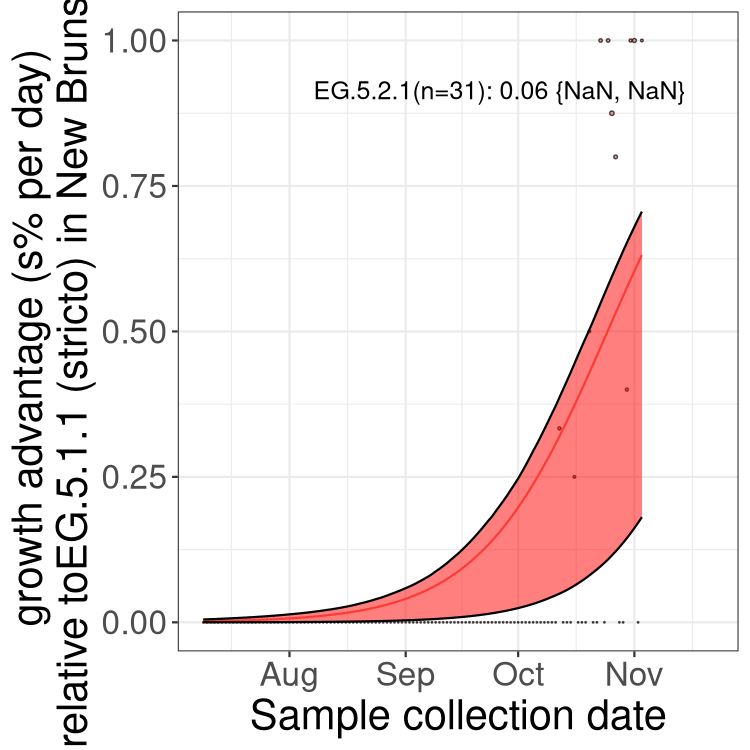 growth advantage (s% per day)
relative toEG.5.1.1 (stricto) in New Bruns
1.00
0.75
0.50
0.25
0.00
EG.5.2.1(n=31): 0.06 {NaN, NaN}
Aug Sep Oct Nov
Sample collection date